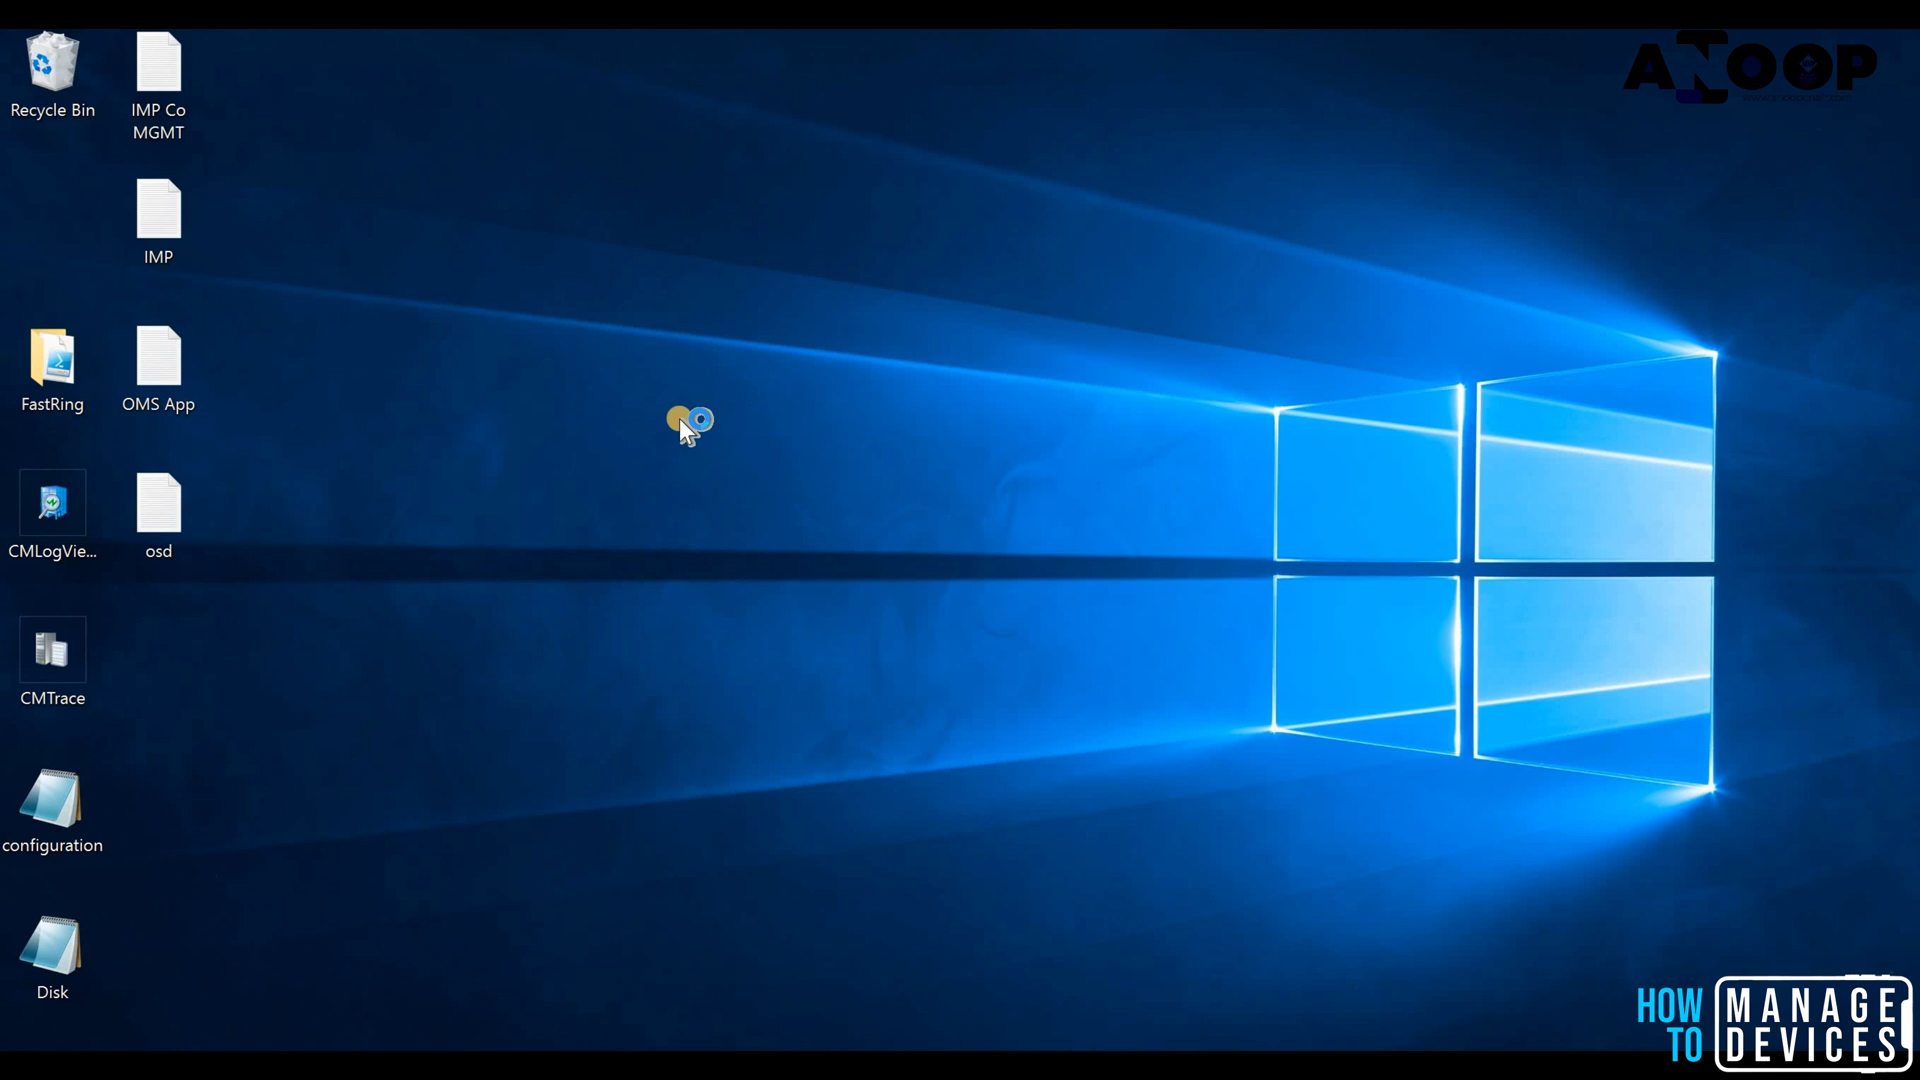 Recycle Bin
IMP Co
MGMT
ANOOP
IMP
FastRing
OMS App
CMLogVie...
osd
CMTrace
configuration
Disk
HOW
TO
MANAGE
DEVICES